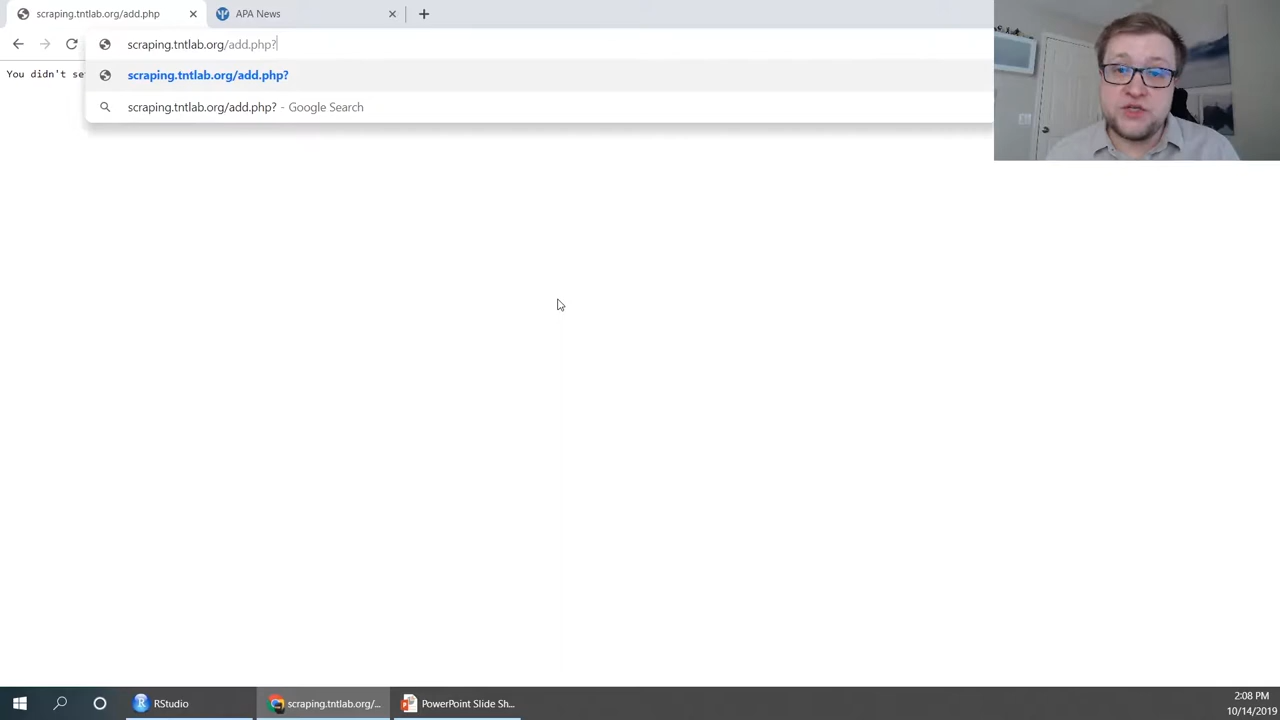 scraping.tntlab.org/add.php
APA News
scraping.tntlab.org/add.php?
You didn't se
scraping.tntlab.org/add.php?
scraping.tntlab.org/add.php? - Google Search
RStudio
scraping.tntlab.org/...
PowerPoint Slide Sh...
2:08 PM
10/14/2019